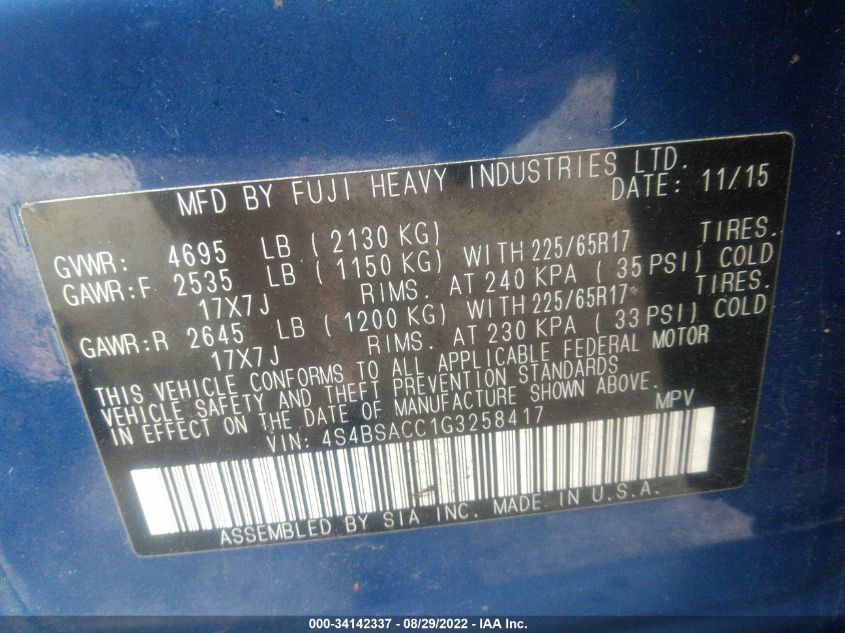 MFD BY FUJI HEAVY INDUSTRIES LTD.
DATE: 11/15
GVWR: 4695 LB ( 2130 KG)
GAWR:F 2535 LB ( 1150 KG) WITH 225/65R17 TIRES.
17X7J RIMS. AT 240 KPA ( 35 PSI) COLD
GAWR:R 2645 LB ( 1200 KG) WITH 225/65R17 TIRES.
17X7J RIMS. AT 230 KPA ( 33 PSI) COLD
THIS VEHICLE CONFORMS TO ALL APPLICABLE FEDERAL MOTOR
VEHICLE SAFETY AND THEFT PREVENTION STANDARDS
IN EFFECT ON THE DATE OF MANUFACTURE SHOWN ABOVE.
VIN: 4S4BSACC1G3258417 MPV
ASSEMBLED BY SIA INC. MADE IN U.S.A.
000-34142337 - 08/29/2022 - IAA Inc.